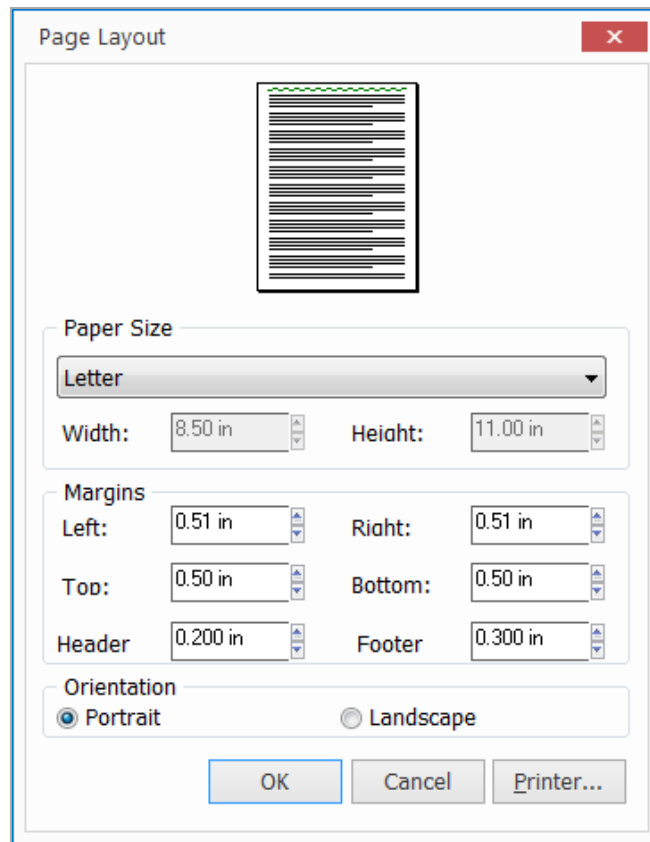 Page Layout
Paper Size
Letter
Width: 8.50 in Height: 11.00 in
Margins
Left: 0.51 in Right: 0.51 in
Top: 0.50 in Bottom: 0.50 in
Header 0.200 in Footer 0.300 in
Orientation
Portrait Landscape
OK Cancel Printer...